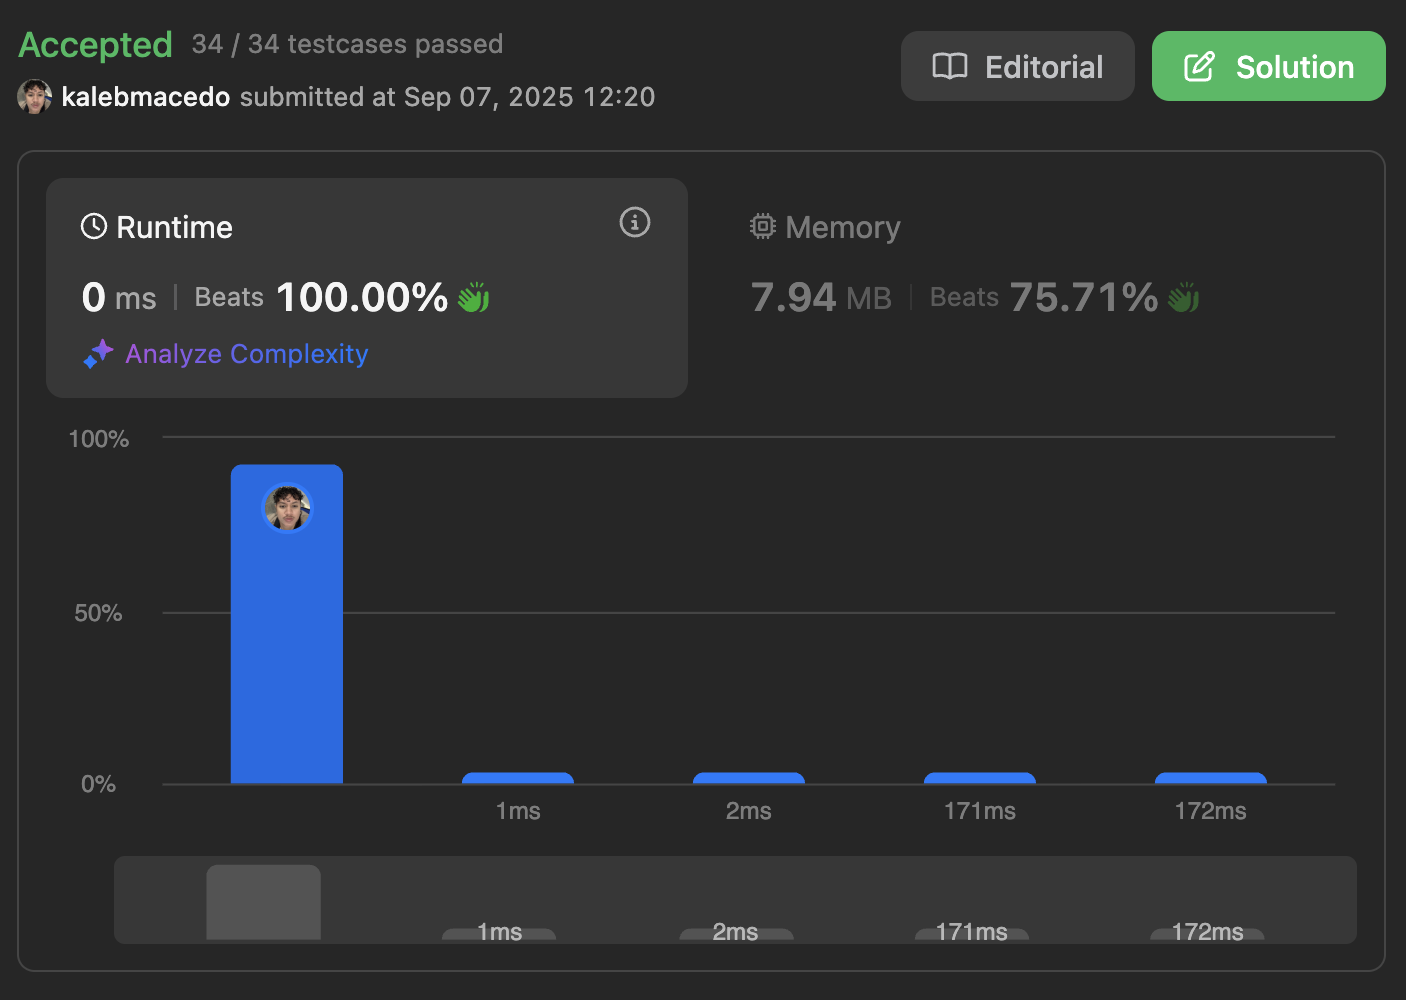 Accepted 34 / 34 testcases passed
kalebmacedo submitted at Sep 07, 2025 12:20
Editorial
Solution
Runtime
0 ms | Beats 100.00%
Analyze Complexity
Memory
7.94 MB | Beats 75.71%
100%
50%
0%
1ms 2ms 171ms 172ms
1ms 2ms 171ms 172ms